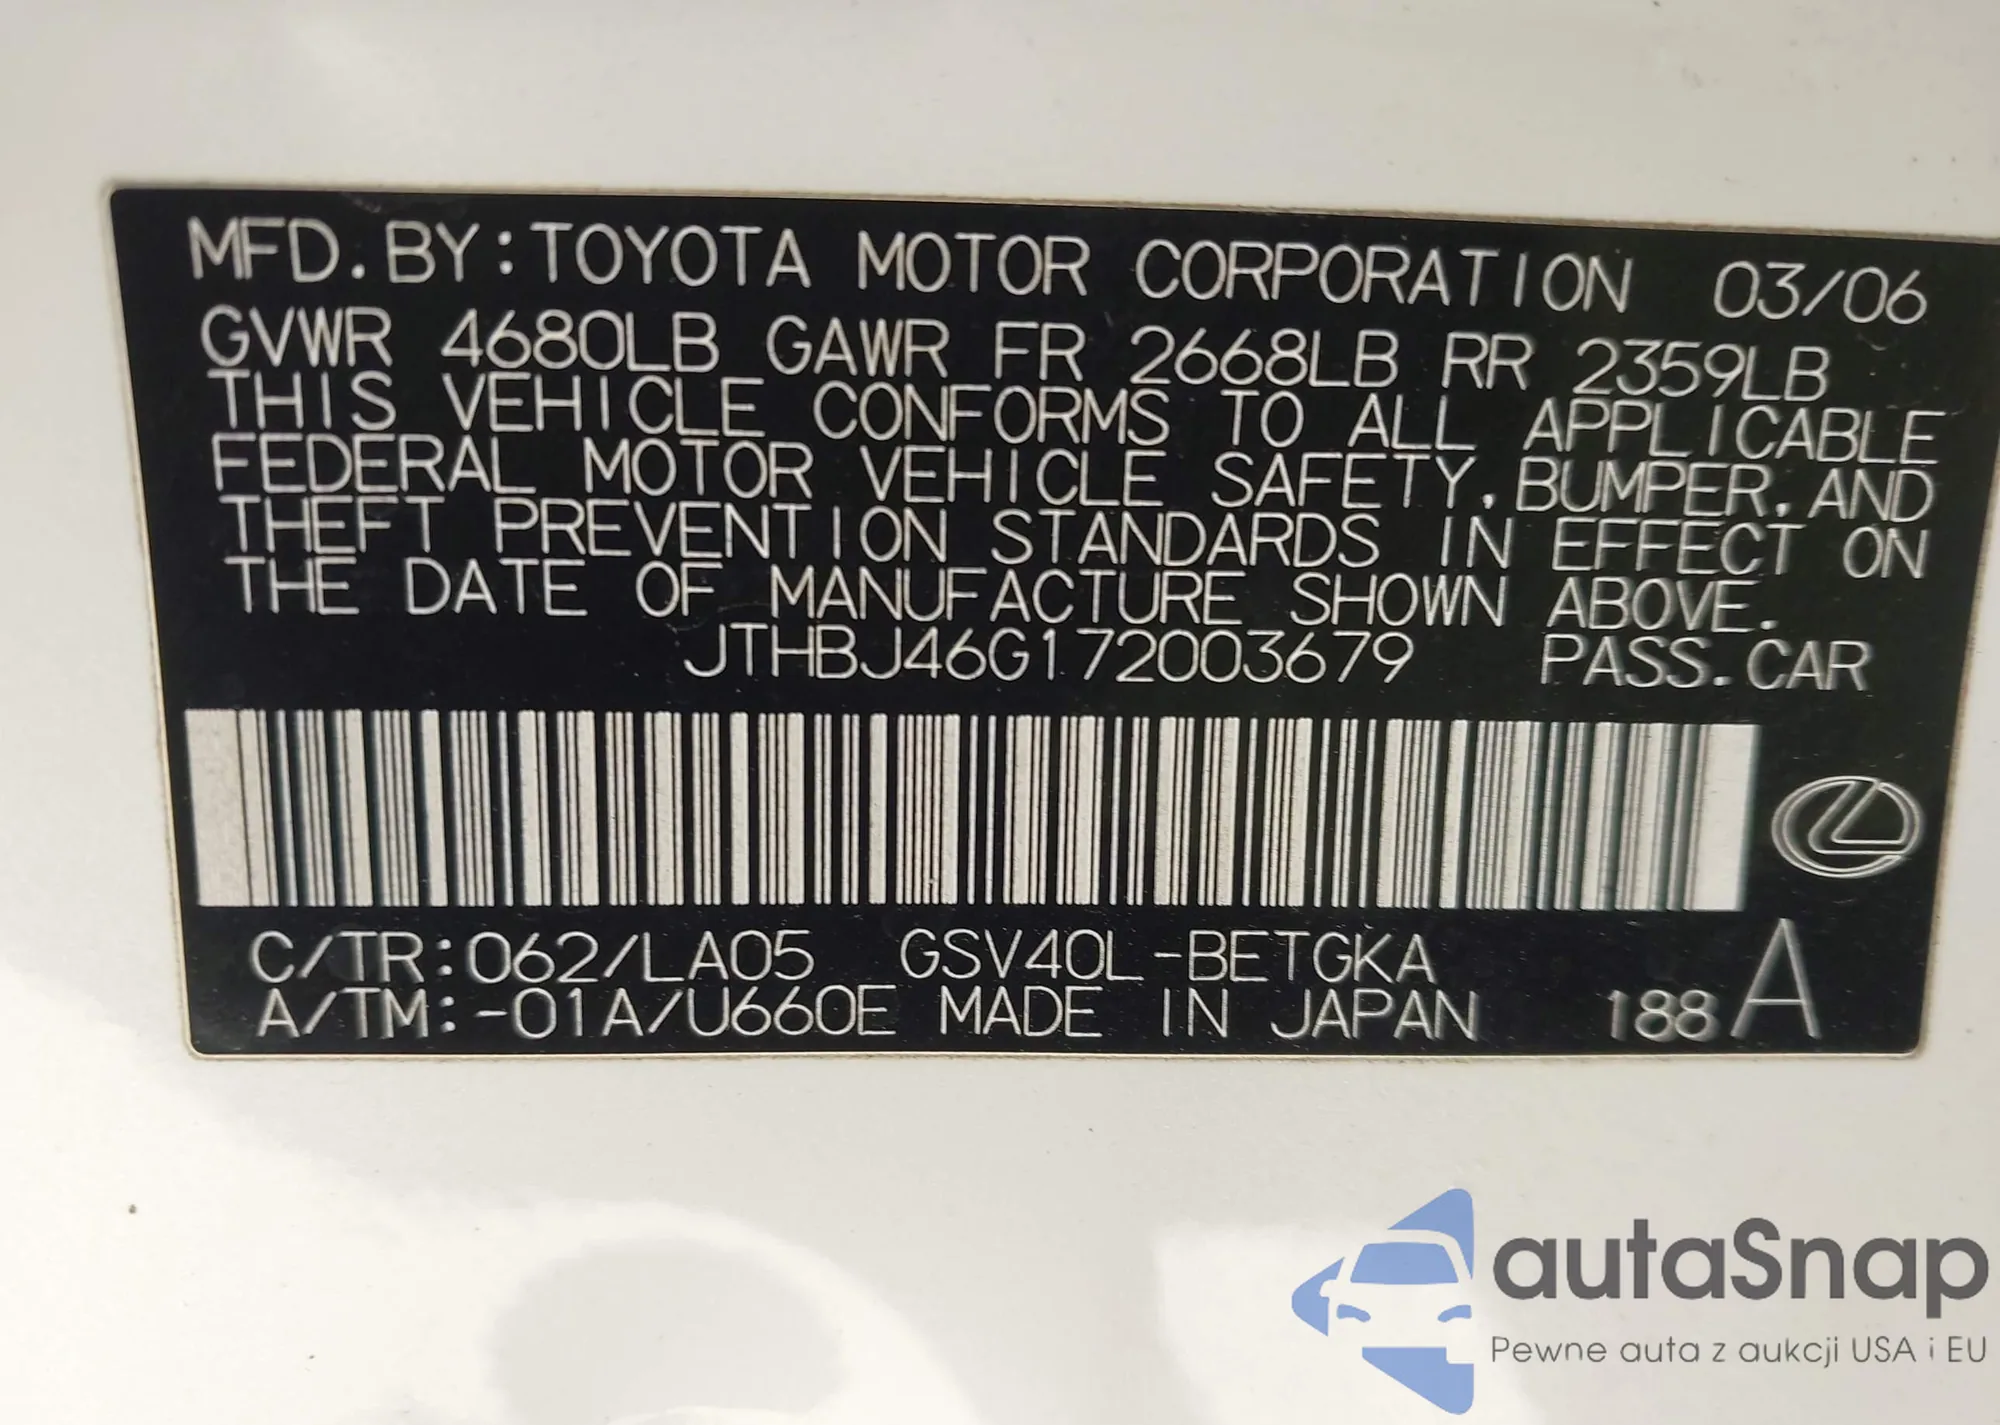 MFD. BY: TOYOTA MOTOR CORPORATION 03/06
GVWR 4680LB GAWR FR 2668LB RR 2359LB
THIS VEHICLE CONFORMS TO ALL APPLICABLE
FEDERAL MOTOR VEHICLE SAFETY, BUMPER, AND
THEFT PREVENTION STANDARDS IN EFFECT ON
THE DATE OF MANUFACTURE SHOWN ABOVE.
JTHBJ46G172003679 PASS. CAR
C/TR: 062/LA05 GSV40L-BETGKA
A/TM: -01A/U660E MADE IN JAPAN 188 A
autaSnap
Pewne auta z aukcji USA i EU